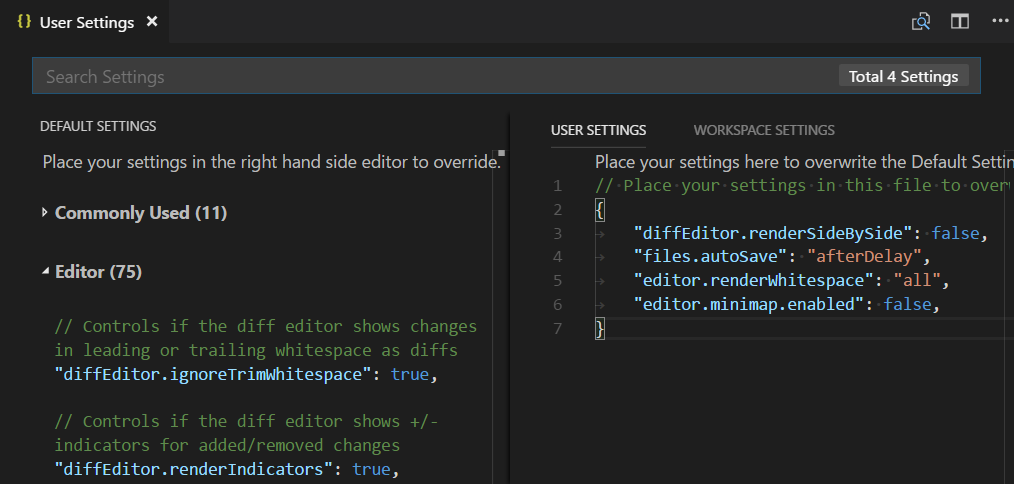 {} User Settings ×
Search Settings
Total 4 Settings
DEFAULT SETTINGS
Place your settings in the right hand side editor to override.
Commonly Used (11)
Editor (75)
// Controls if the diff editor shows changes
in leading or trailing whitespace as diffs
"diffEditor.ignoreTrimWhitespace": true,
// Controls if the diff editor shows +/-
indicators for added/removed changes
"diffEditor.renderIndicators": true,
USER SETTINGS
WORKSPACE SETTINGS
Place your settings here to overwrite the Default Settin
1 // Place your settings in this file to over
2 {
3 "diffEditor.renderSideBySide": false,
4 "files.autoSave": "afterDelay",
5 "editor.renderWhitespace": "all",
6 "editor.minimap.enabled": false,
7 }